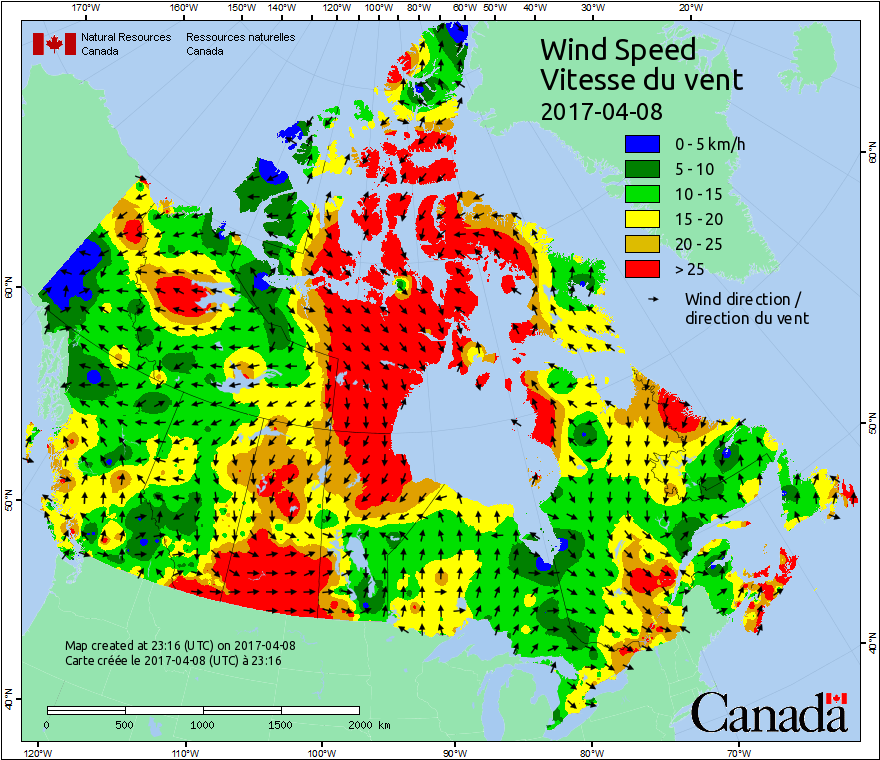 170°W 160°W 150°W 140°W 130°W 120°W 110°W 100°W 80°W 60°W 50°W 40°W 30°W 20°W
Natural Resources Ressources naturelles
Canada Canada
Wind Speed
Vitesse du vent
2017-04-08
0 - 5 km/h
5 - 10
10 - 15
15 - 20
20 - 25
> 25
Wind direction /
direction du vent
60°N
50°N
40°N
60°N
50°N
40°N
Map created at 23:16 (UTC) on 2017-04-08
Carte créée le 2017-04-08 (UTC) à 23:16
0 500 1000 1500 2000 km
Canada
120°W 110°W 100°W 90°W 80°W 70°W